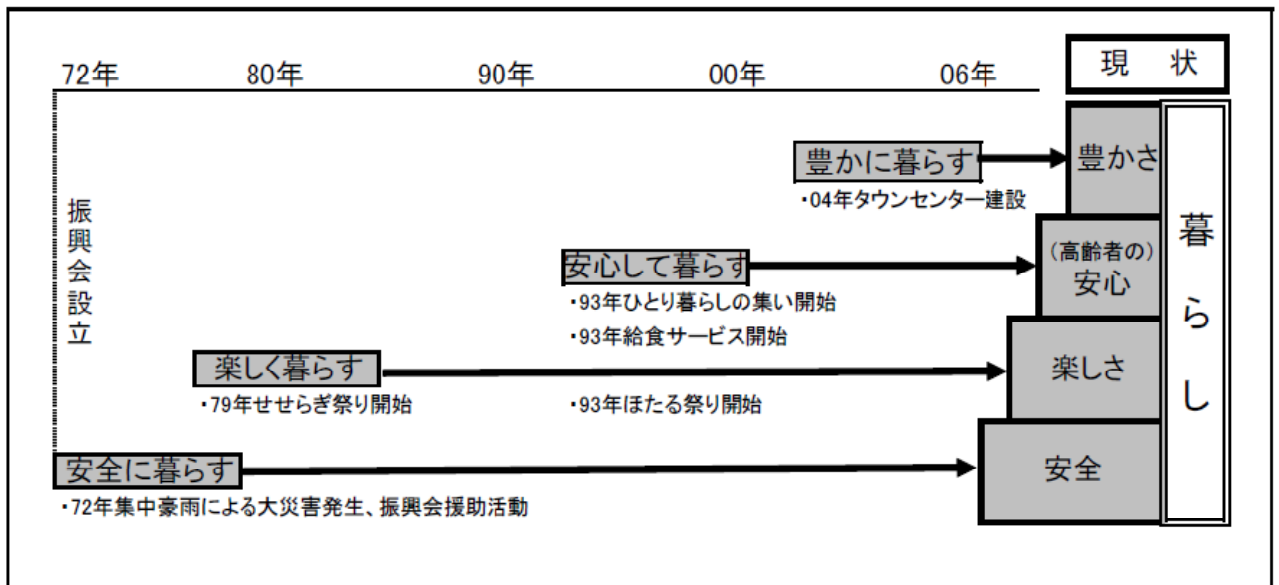 72年 80年 90年 00年 06年 現 状
豊かに暮らす 豊かさ
・04年タウンセンター建設
振興会設立
暮らし
安心して暮らす (高齢者の)
安心
・93年ひとり暮らしの集い開始
・93年給食サービス開始
楽しく暮らす 楽しさ
・79年せせらぎ祭り開始 ・93年ほたる祭り開始
安全に暮らす 安全
・72年集中豪雨による大災害発生、振興会援助活動